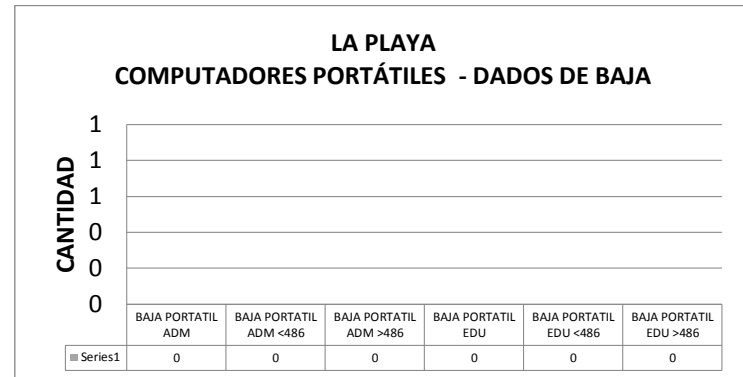 LA PLAYA
COMPUTADORES PORTÁTILES - DADOS DE BAJA
CANTIDAD
1
1
1
0
0
0
BAJA PORTATIL ADM
BAJA PORTATIL ADM <486
BAJA PORTATIL ADM >486
BAJA PORTATIL EDU
BAJA PORTATIL EDU <486
BAJA PORTATIL EDU >486
Series1 0 0 0 0 0 0